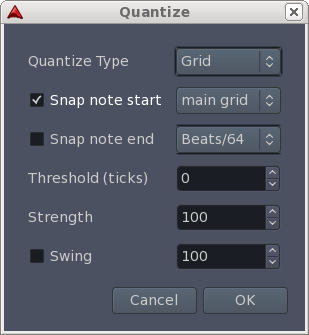 Quantize
Quantize Type Grid
Snap note start main grid
Snap note end Beats/64
Threshold (ticks) 0
Strength 100
Swing 100
Cancel OK